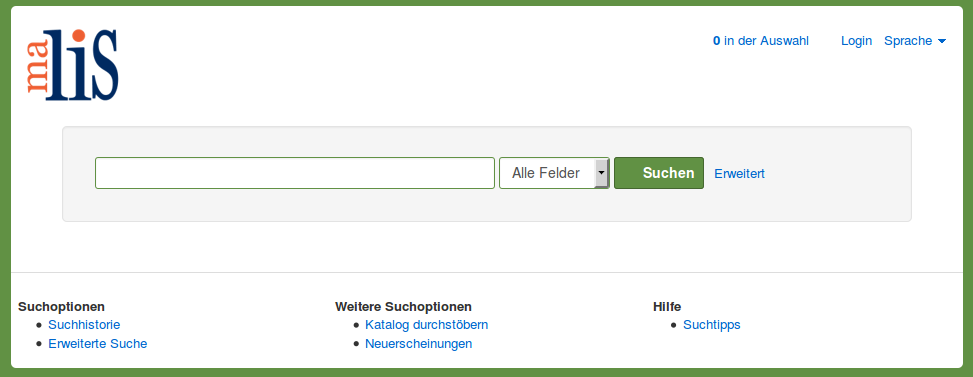 ma lis
0 in der Auswahl Login Sprache
Alle Felder Suchen Erweitert
Suchoptionen Weitere Suchoptionen Hilfe
Suchhistorie Katalog durchstöbern Suchtipps
Erweiterte Suche Neuerscheinungen